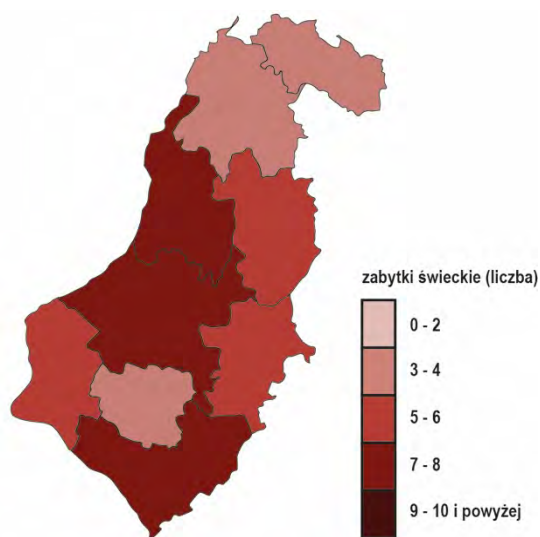 zabytki świeckie (liczba)
0 - 2
3 - 4
5 - 6
7 - 8
9 - 10 i powyżej